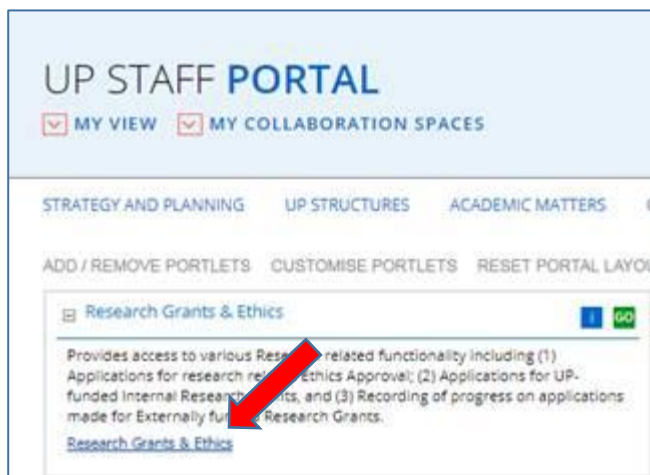 UP STAFF PORTAL
MY VIEW MY COLLABORATION SPACES
STRATEGY AND PLANNING UP STRUCTURES ACADEMIC MATTERS
ADD / REMOVE PORTLETS CUSTOMISE PORTLETS RESET PORTAL LAYOU
Research Grants & Ethics i GO
Provides access to various related functionality including (1)
Applications for research Ethics Approval; (2) Applications for UP-
funded Internal and (3) Recording of progress on applications
made for Externally Research Grants.
Research Grants & Ethics